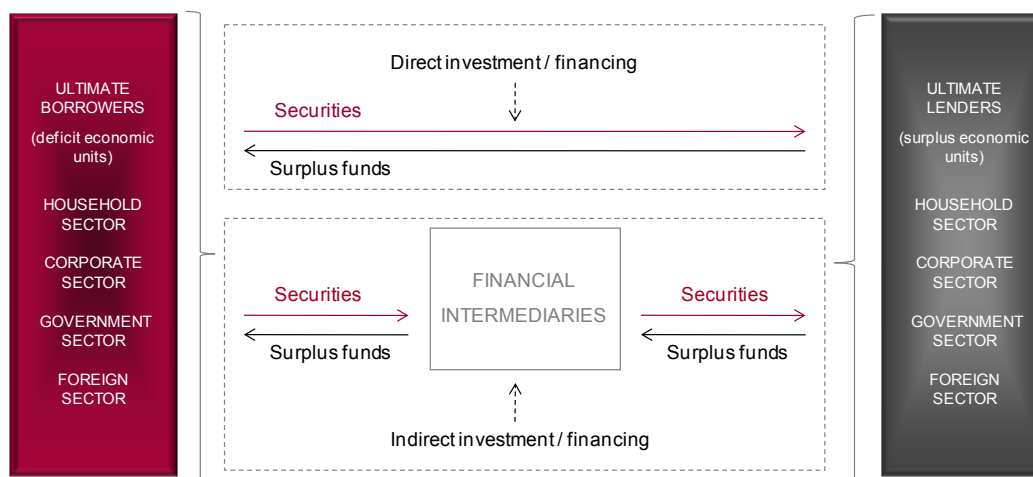 ULTIMATE
BORROWERS
(deficit economic
units)
HOUSEHOLD
SECTOR
CORPORATE
SECTOR
GOVERNMENT
SECTOR
FOREIGN
SECTOR
Direct investment / financing
Securities
Surplus funds
FINANCIAL
INTERMEDIARIES
Securities
Surplus funds
Securities
Surplus funds
Indirect investment / financing
ULTIMATE
LENDERS
(surplus economic
units)
HOUSEHOLD
SECTOR
CORPORATE
SECTOR
GOVERNMENT
SECTOR
FOREIGN
SECTOR